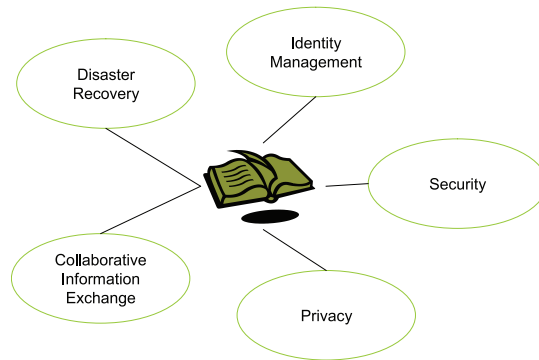 Identity
Management
Disaster
Recovery
Security
Collaborative
Information
Exchange
Privacy